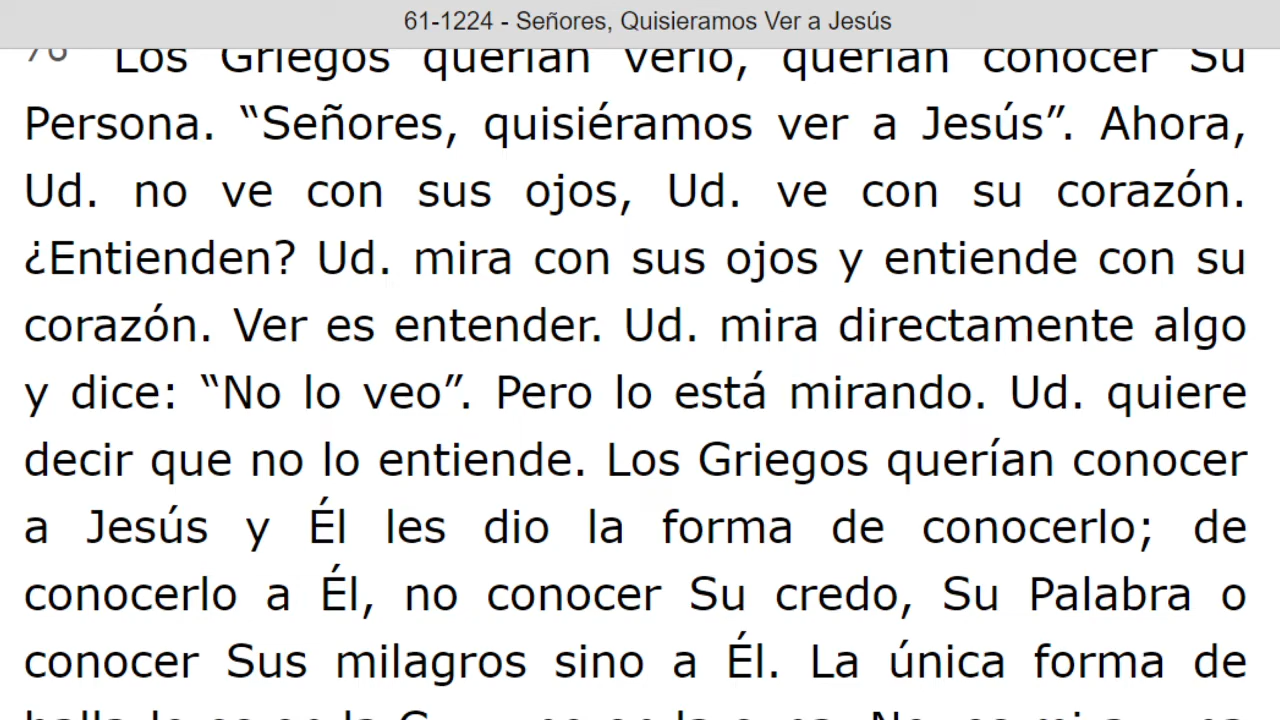 61-1224 - Señores, Quisieramos Ver a Jesús
76 Los Griegos querían verlo, querían conocer Su
Persona. “Señores, quisiéramos ver a Jesús”. Ahora,
Ud. no ve con sus ojos, Ud. ve con su corazón.
¿Entienden? Ud. mira con sus ojos y entiende con su
corazón. Ver es entender. Ud. mira directamente algo
y dice: “No lo veo”. Pero lo está mirando. Ud. quiere
decir que no lo entiende. Los Griegos querían conocer
a Jesús y Él les dio la forma de conocerlo; de
conocerlo a Él, no conocer Su credo, Su Palabra o
conocer Sus milagros sino a Él. La única forma de